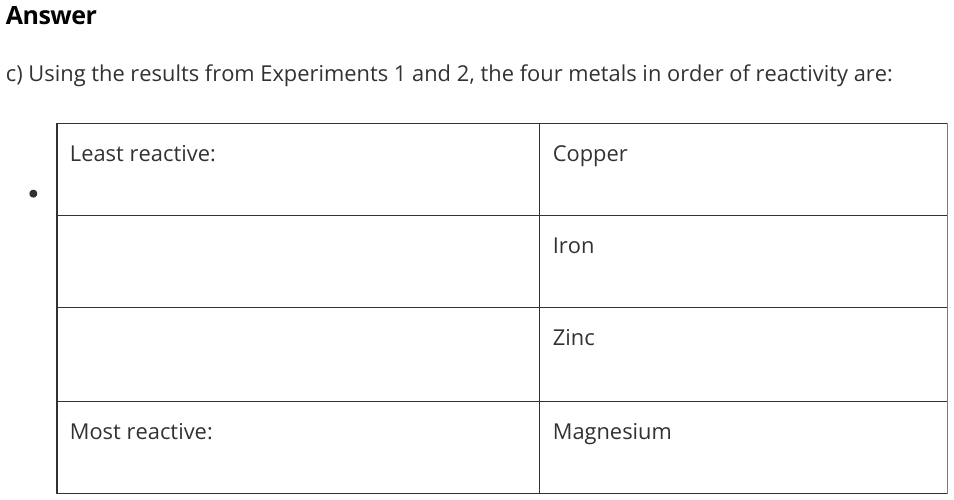 Answer
c) Using the results from Experiments 1 and 2, the four metals in order of reactivity are:
Least reactive: Copper
Iron
Zinc
Most reactive: Magnesium